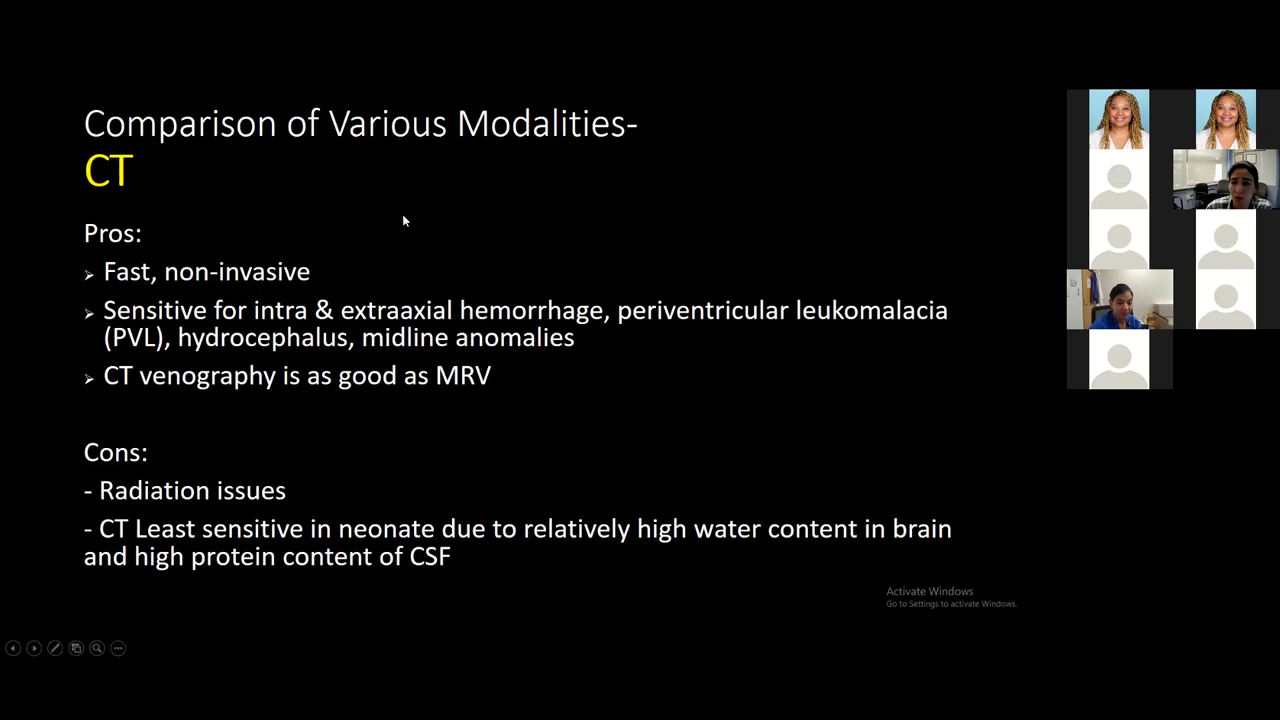 Comparison of Various Modalities-
CT
Pros:
➢ Fast, non-invasive
➢ Sensitive for intra & extraaxial hemorrhage, periventricular leukomalacia
(PVL), hydrocephalus, midline anomalies
➢ CT venography is as good as MRV
Cons:
- Radiation issues
- CT Least sensitive in neonate due to relatively high water content in brain
and high protein content of CSF
Activate Windows
Go to Settings to activate Windows.